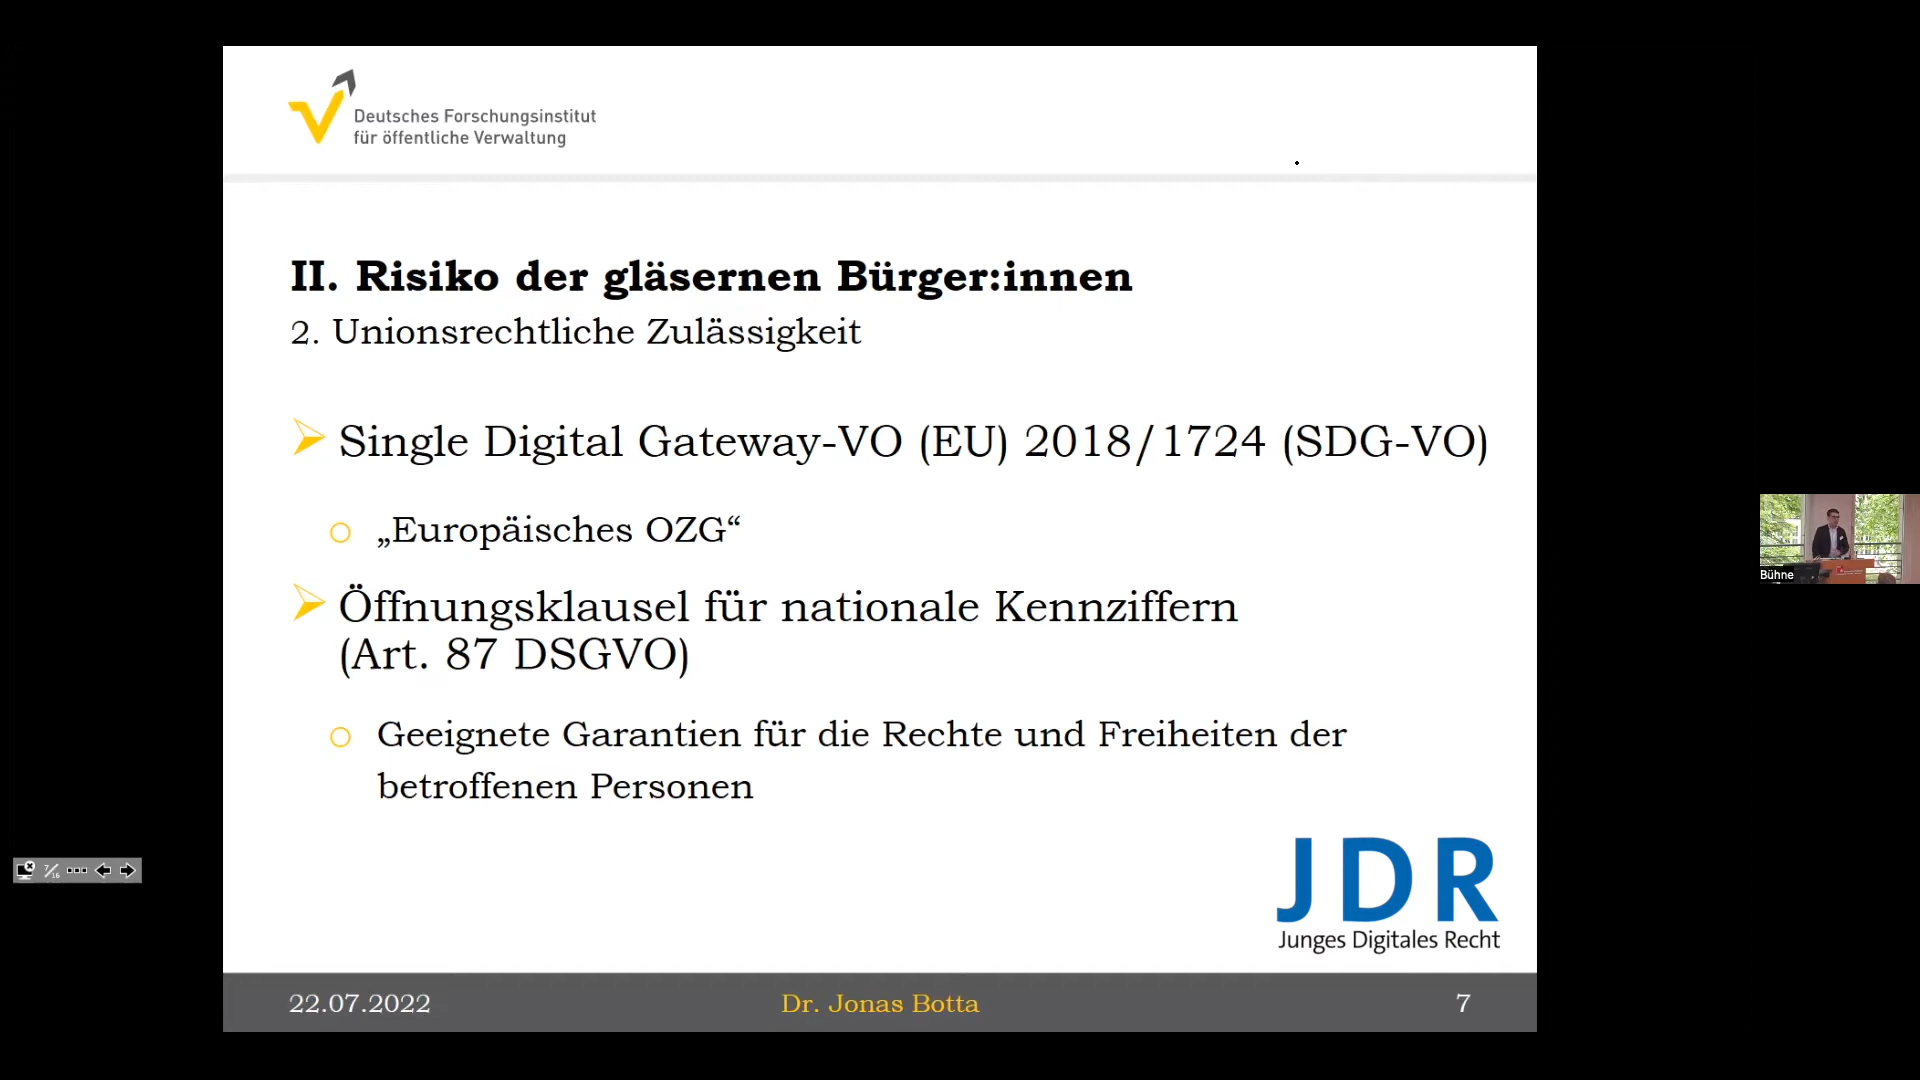 Deutsches Forschungsinstitut
für öffentliche Verwaltung
II. Risiko der gläsernen Bürger:innen
2. Unionsrechtliche Zulässigkeit
Single Digital Gateway-VO (EU) 2018/1724 (SDG-VO)
„Europäisches OZG“
Öffnungsklausel für nationale Kennziffern
(Art. 87 DSGVO)
Geeignete Garantien für die Rechte und Freiheiten der
betroffenen Personen
JDR
Junges Digitales Recht
22.07.2022
Dr. Jonas Botta
7
7/16
Bühne